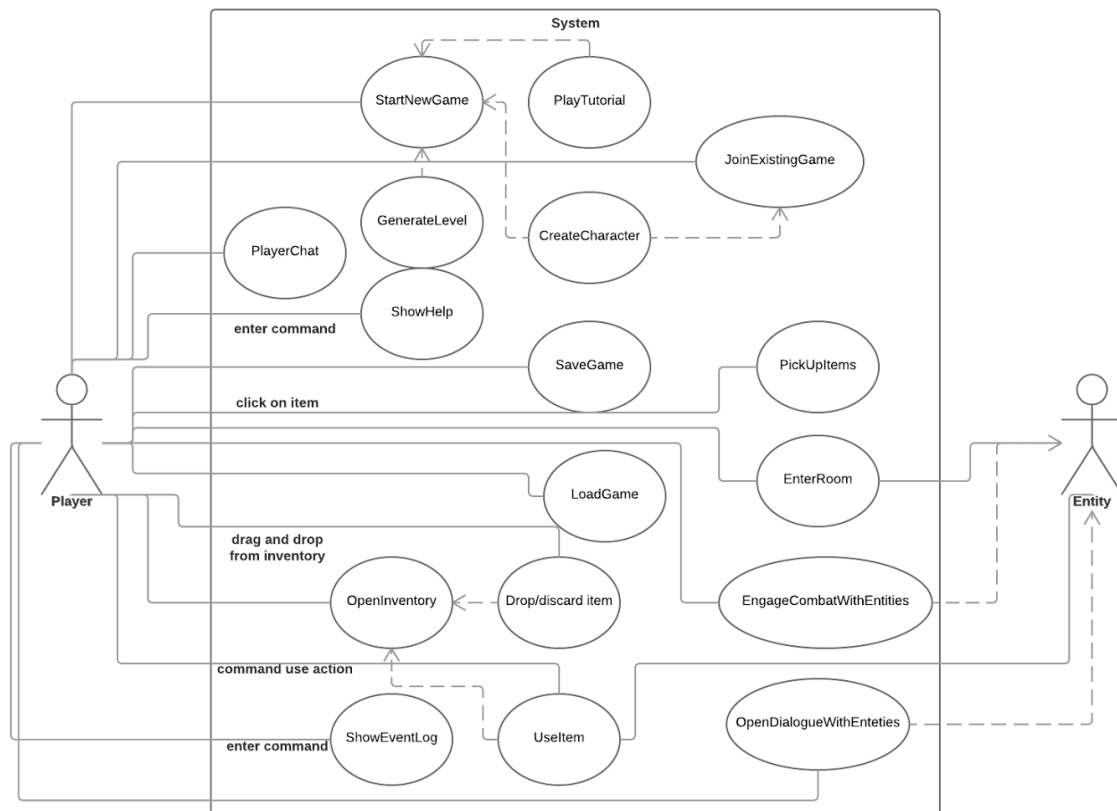 System
StartNewGame
PlayTutorial
JoinExistingGame
GenerateLevel
CreateCharacter
PlayerChat
ShowHelp
enter command
SaveGame
PickUpItems
click on item
EnterRoom
LoadGame
Player
Entity
drag and drop
from inventory
OpenInventory
Drop/discard item
EngageCombatWithEntities
command use action
OpenDialogueWithEnteties
ShowEventLog
UseItem
enter command